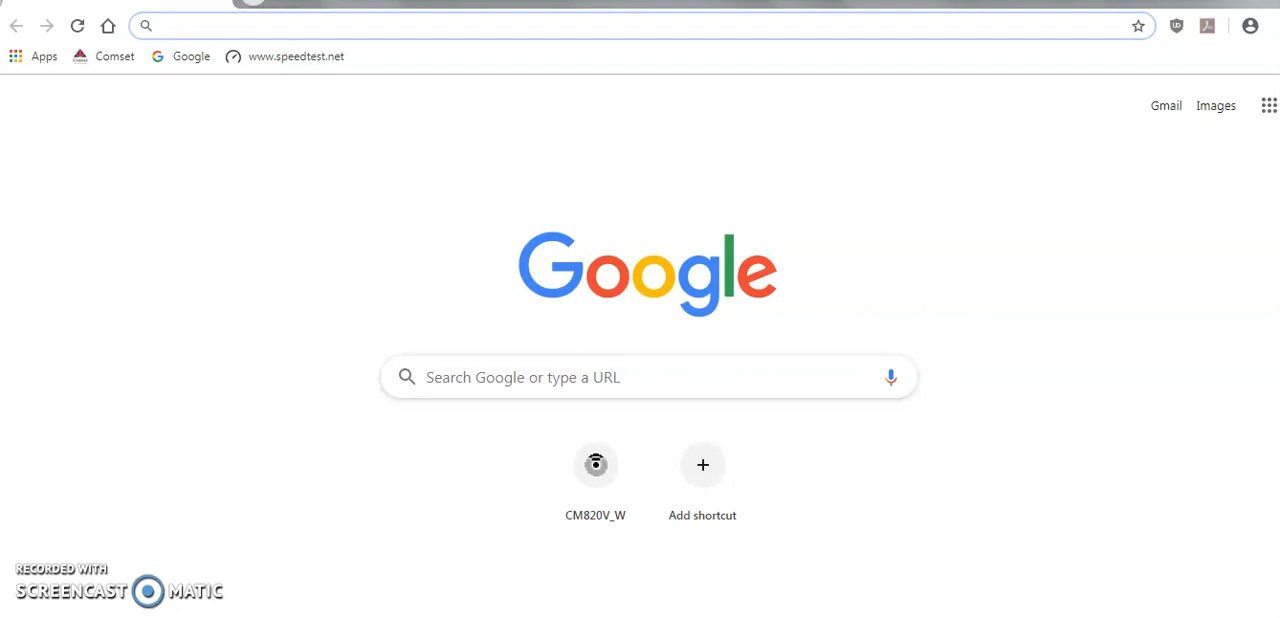 Apps Comset Google www.speedtest.net
Gmail Images
Google
Search Google or type a URL
CM820V_W Add shortcut
RECORDED WITH
SCREENCAST MATIC